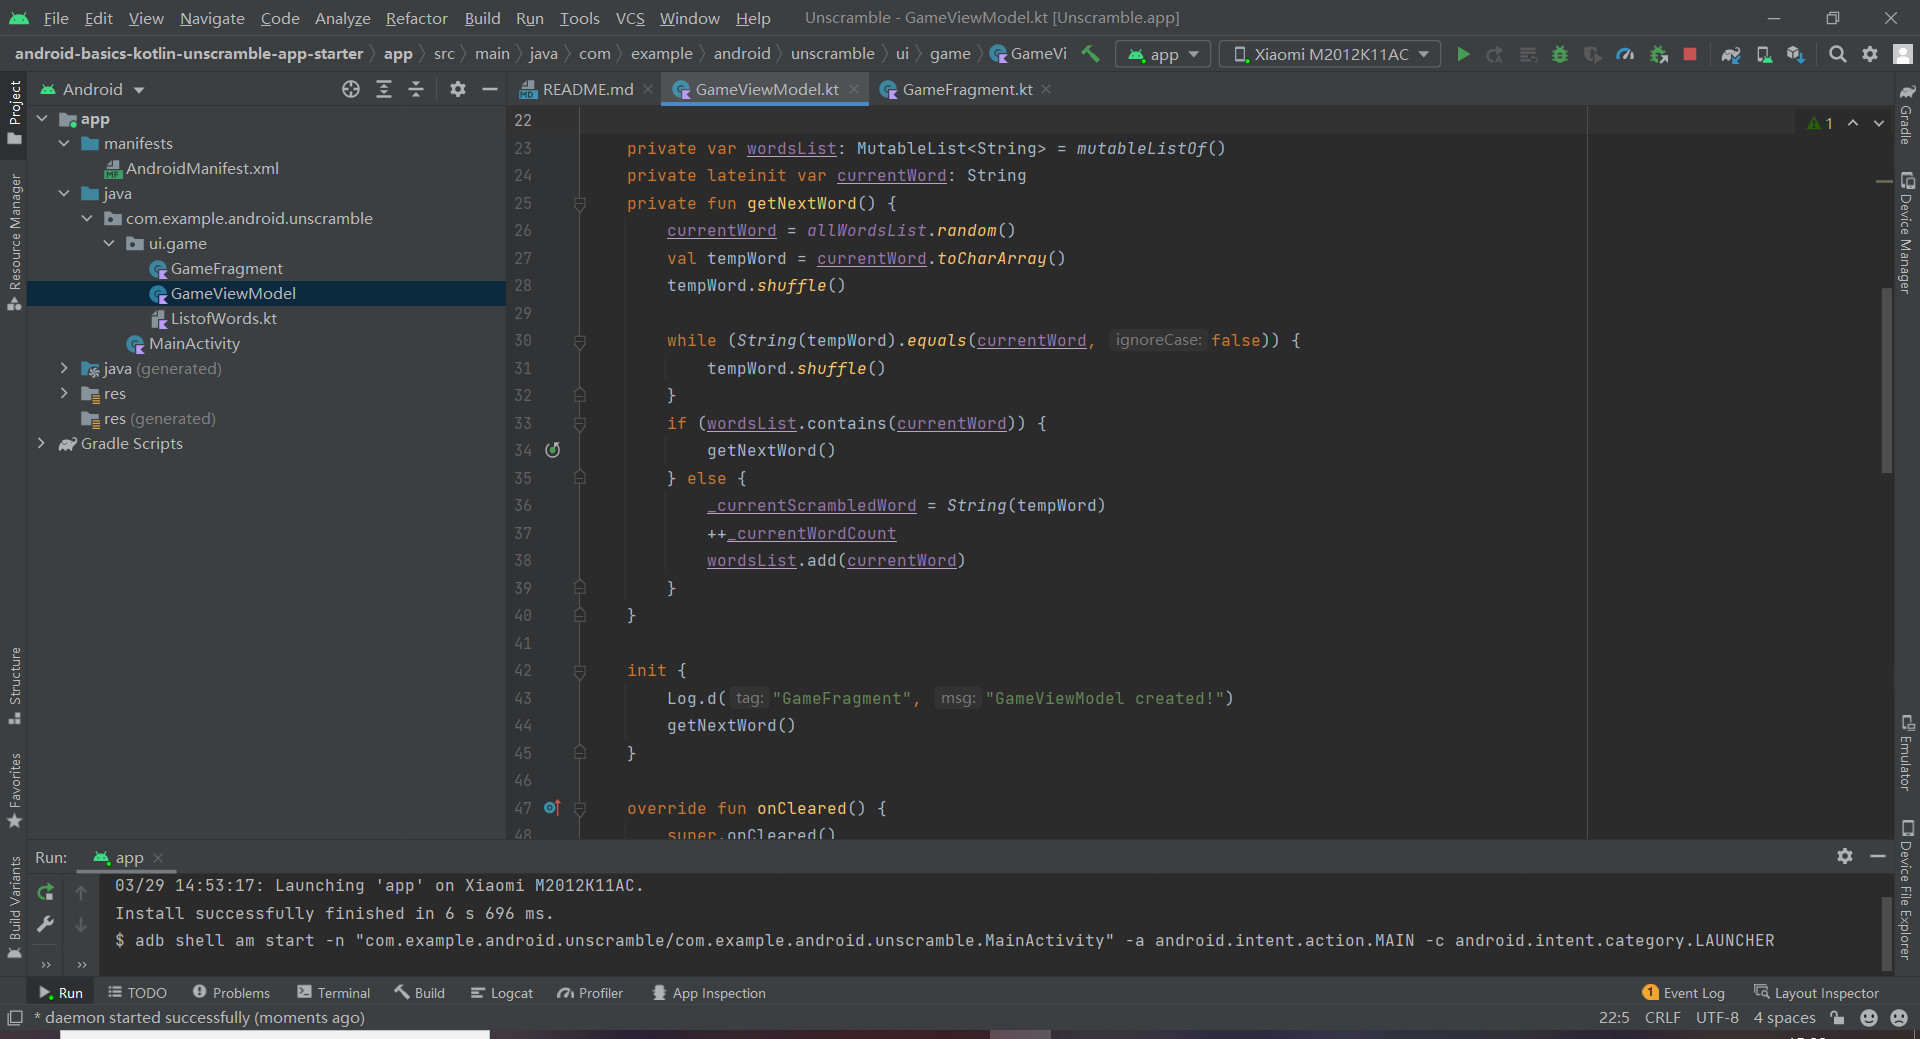 File Edit View Navigate Code Analyze Refactor Build Run Tools VCS Window Help Unscramble - GameViewModel.kt [Unscramble.app]
android-basics-kotlin-unscramble-app-starter app src main java com example android unscramble ui game GameVi app Xiaomi M2012K11AC
Project
Resource Manager
Structure
Favorites
Build Variants
Android
app
manifests
AndroidManifest.xml
java
com.example.android.unscramble
ui.game
GameFragment
GameViewModel
ListofWords.kt
MainActivity
java (generated)
res
res (generated)
Gradle Scripts
README.md GameViewModel.kt GameFragment.kt
1
22
23 private var wordsList: MutableList<String> = mutableListOf()
24 private lateinit var currentWord: String
25 private fun getNextWord() {
26 currentWord = allWordsList.random()
27 val tempWord = currentWord.toCharArray()
28 tempWord.shuffle()
29
30 while (String(tempWord).equals(currentWord, ignoreCase: false)) {
31 tempWord.shuffle()
32 }
33 if (wordsList.contains(currentWord)) {
34 getNextWord()
35 } else {
36 _currentScrambledWord = String(tempWord)
37 ++_currentWordCount
38 wordsList.add(currentWord)
39 }
40 }
41
42 init {
43 Log.d( tag: "GameFragment", msg: "GameViewModel created!")
44 getNextWord()
45 }
46
47 override fun onCleared() {
48 super.onCleared()
Gradle
Device Manager
Emulator
Device File Explorer
Run: app
03/29 14:53:17: Launching 'app' on Xiaomi M2012K11AC.
Install successfully finished in 6 s 696 ms.
$ adb shell am start -n "com.example.android.unscramble/com.example.android.unscramble.MainActivity" -a android.intent.action.MAIN -c android.intent.category.LAUNCHER
Run TODO Problems Terminal Build Logcat Profiler App Inspection 1 Event Log Layout Inspector
* daemon started successfully (moments ago) 22:5 CRLF UTF-8 4 spaces